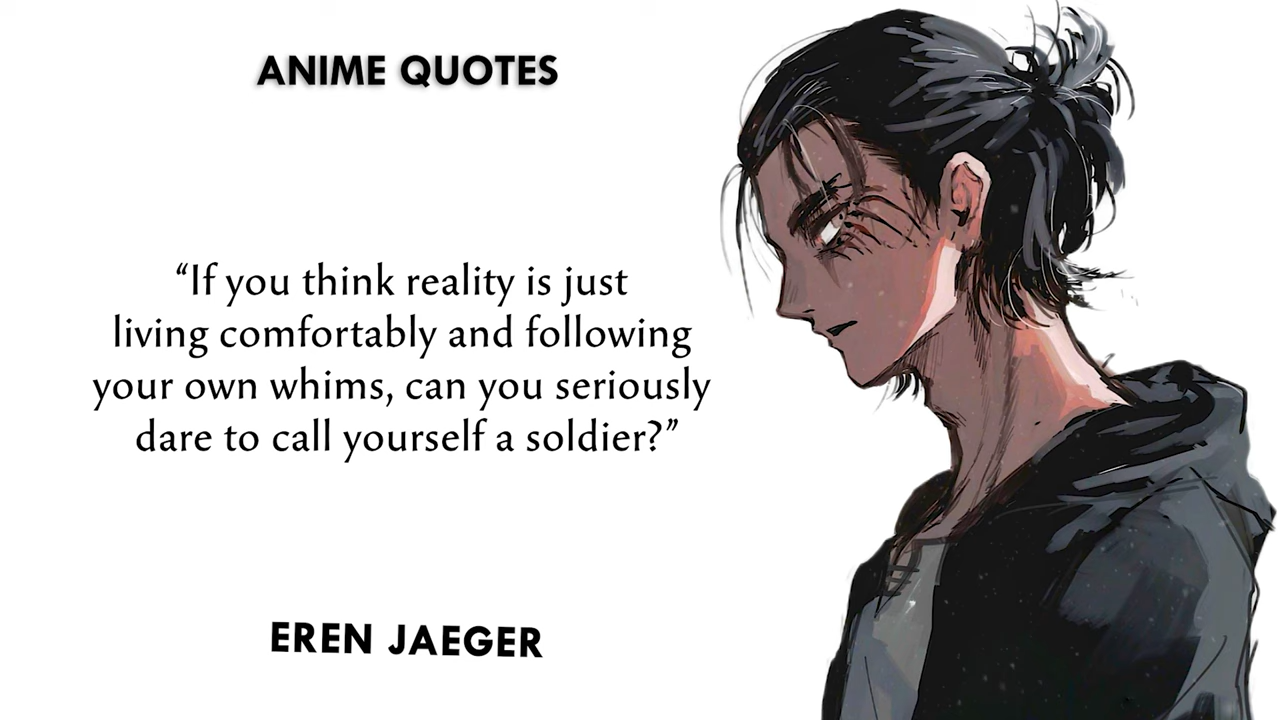 ANIME QUOTES
“If you think reality is just
living comfortably and following
your own whims, can you seriously
dare to call yourself a soldier?”
EREN JAEGER